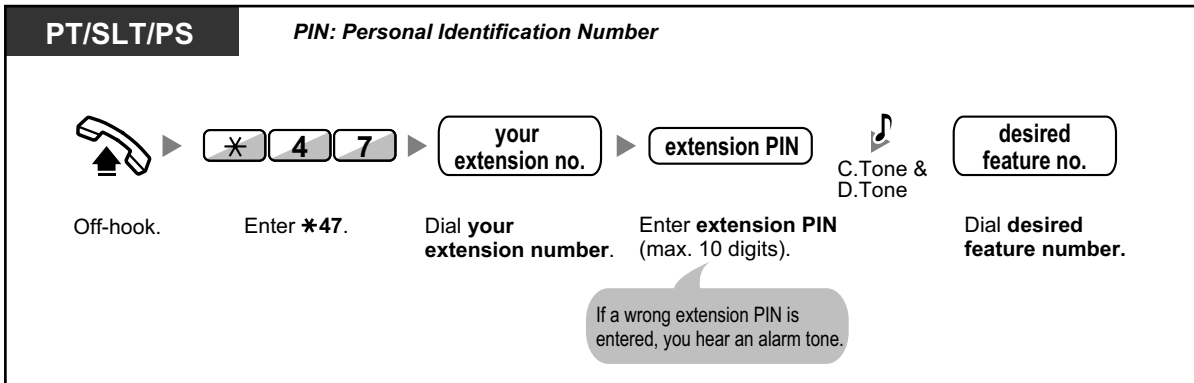 PT/SLT/PS
PIN: Personal Identification Number
* 4 7
your
extension no.
extension PIN
C.Tone &
D.Tone
desired
feature no.
Off-hook.
Enter *47.
Dial your
extension number.
Enter extension PIN
(max. 10 digits).
Dial desired
feature number.
If a wrong extension PIN is
entered, you hear an alarm tone.